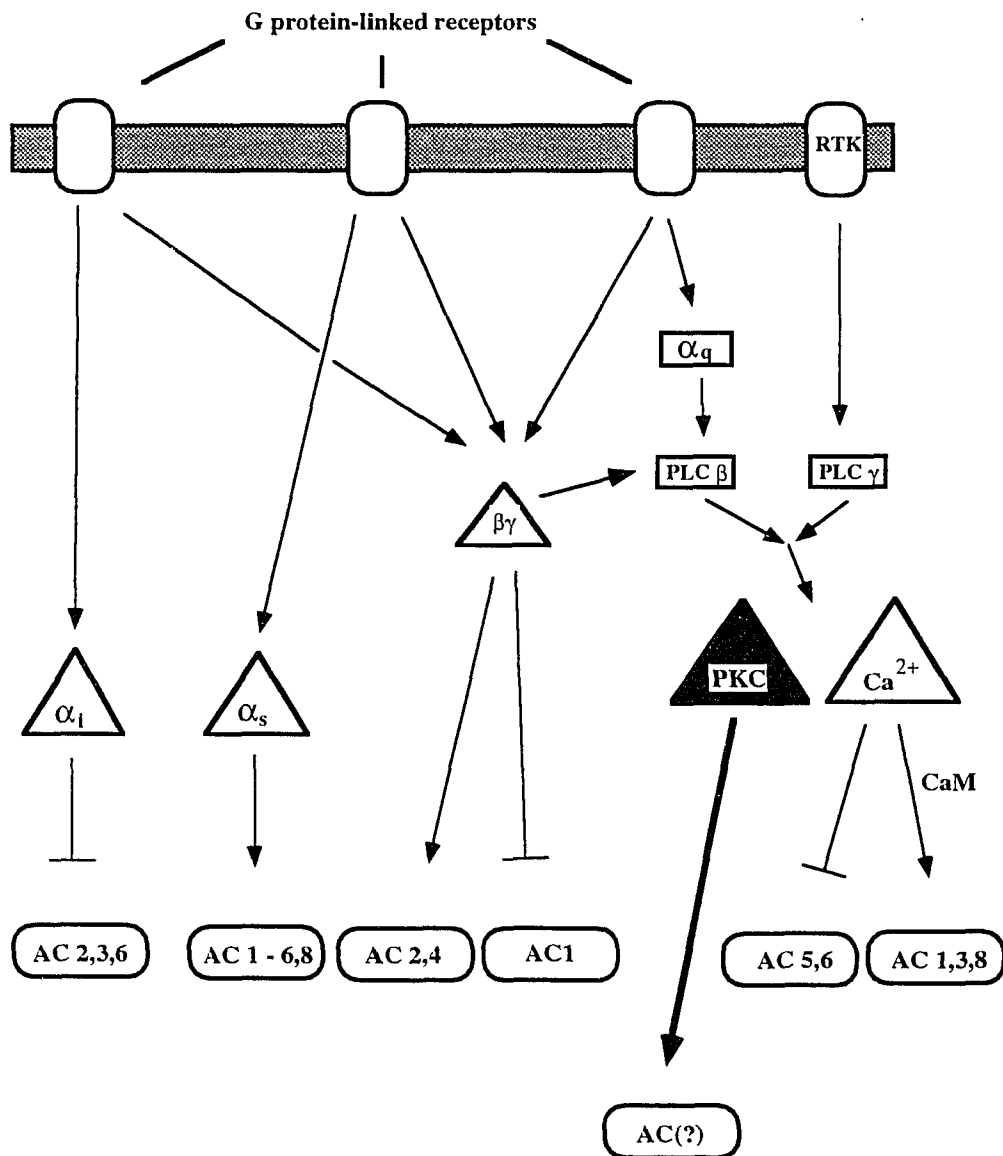 G protein-linked receptors
RTK
αq
PLC β
PLC γ
βγ
PKC
Ca2+
αi
αs
CaM
AC 2,3,6
AC 1 - 6,8
AC 2,4
AC1
AC 5,6
AC 1,3,8
AC(?)